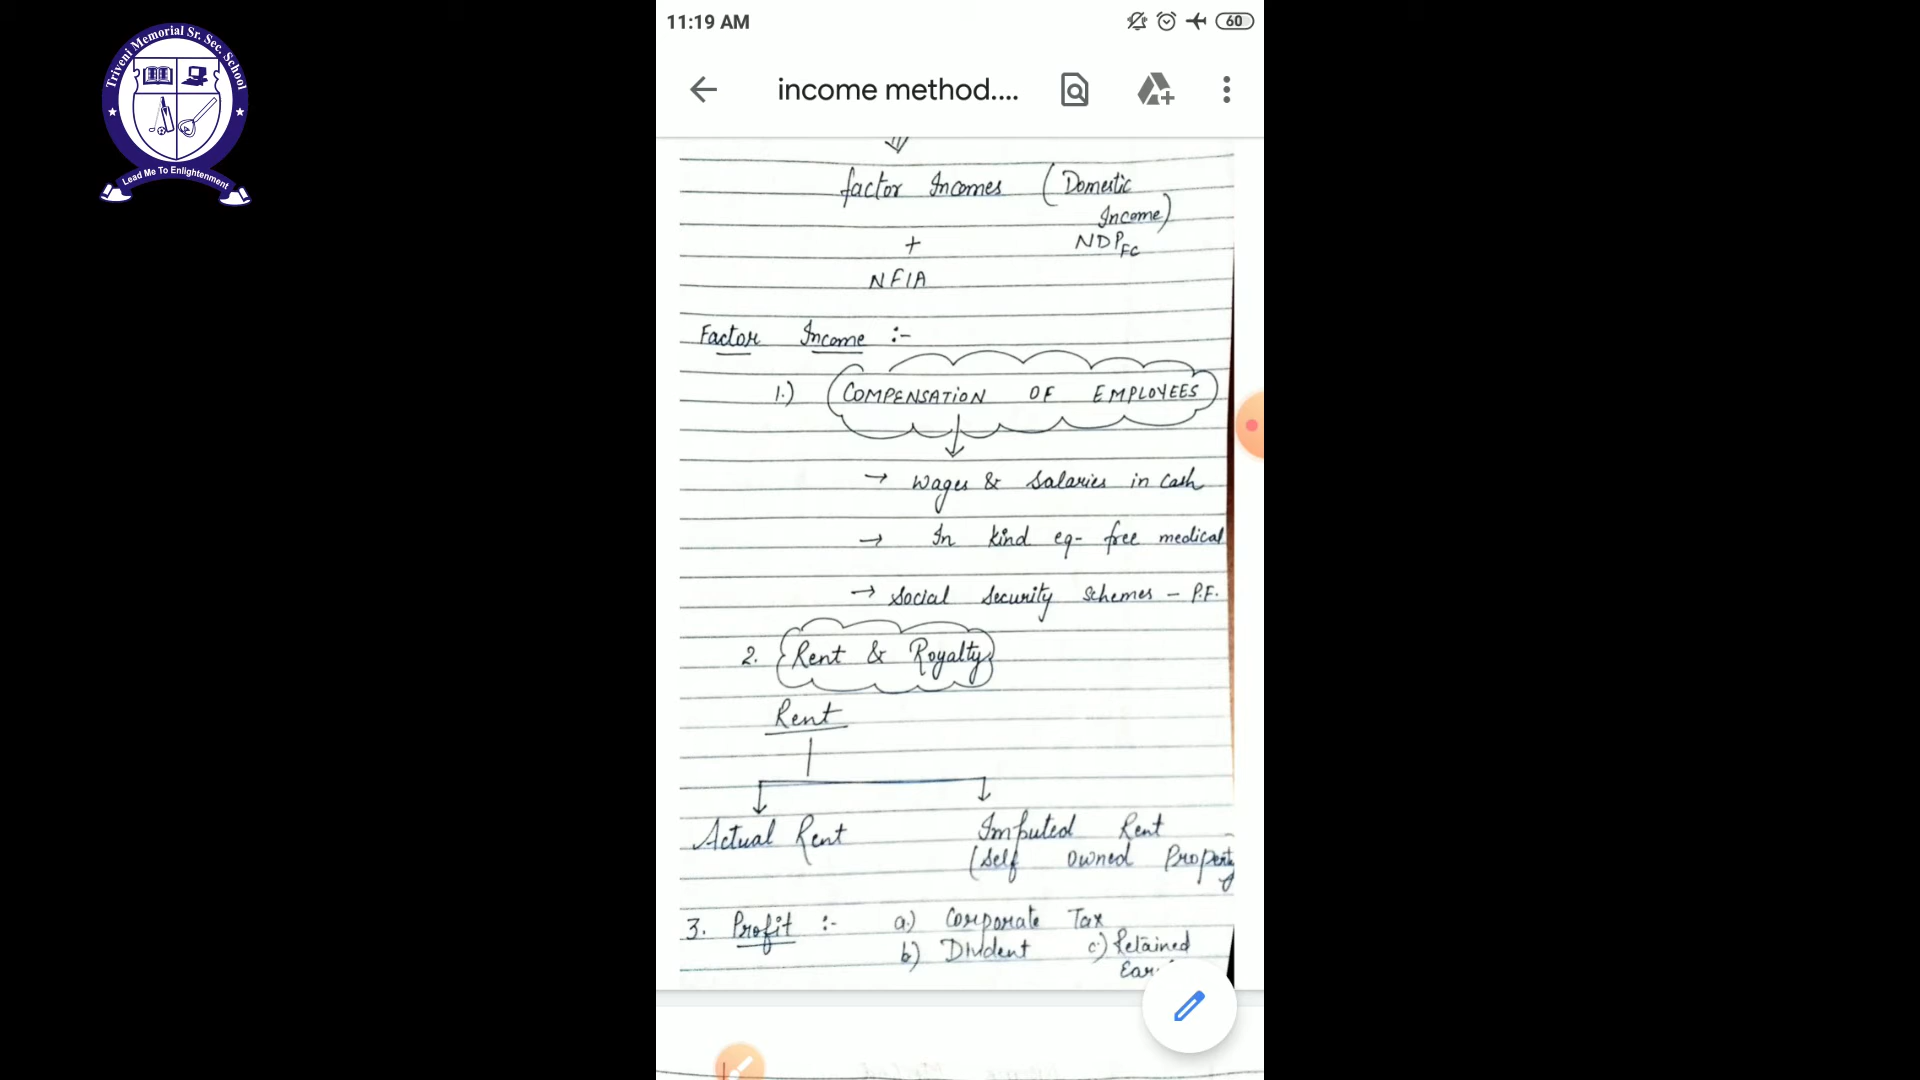 Triveni Memorial Sr. Sec. School
Lead Me To Enlightenment
11:19 AM
60
income method....
factor Incomes (Domestic
Income)
+ NDP FC
NFIA
Factor Income :-
1.) COMPENSATION OF EMPLOYEES
→ Wages & Salaries in cash
→ In kind eg- free medical
→ Social Security Schemes - P.F.
2. Rent & Royalty
Rent
Actual Rent Imputed Rent
(Self owned Property
3. Profit :- a.) Corporate Tax
b) Divident c.) Retained